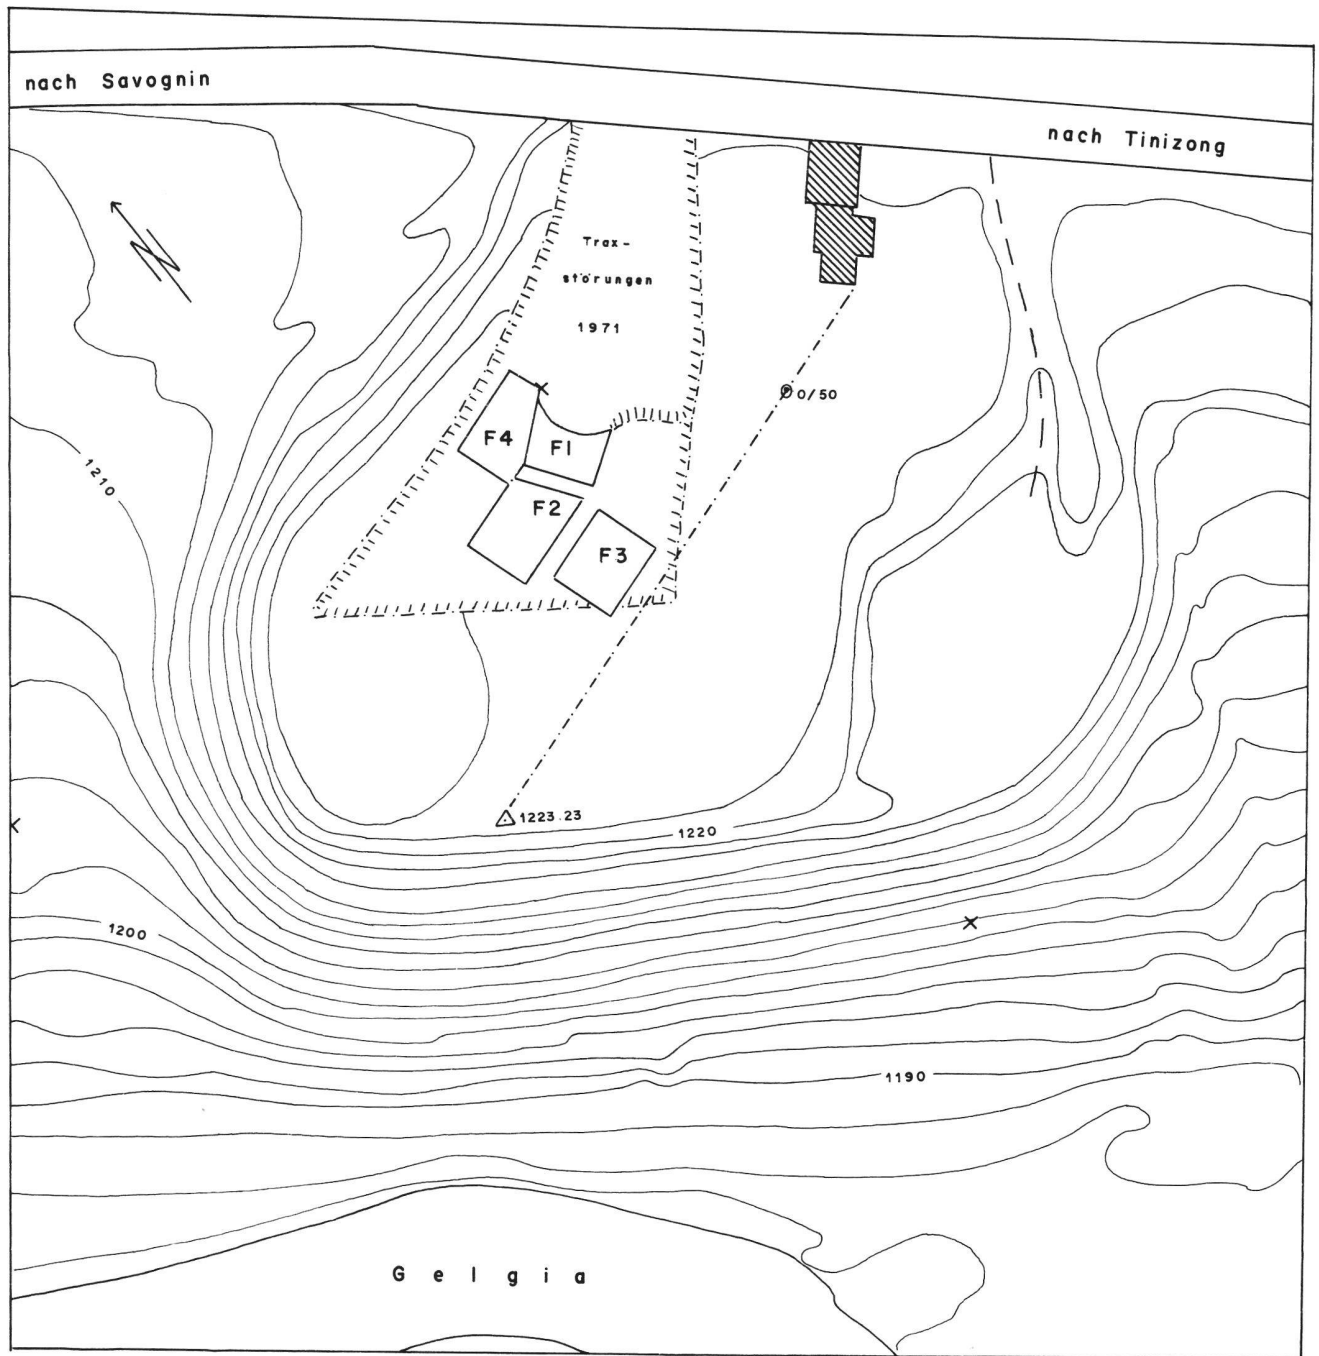 nach Savognin
nach Tinizong
Trax-
störungen
1971
0/50
F4
F1
F2
F3
1210
1223.23
1220
1200
1190
Gelgia